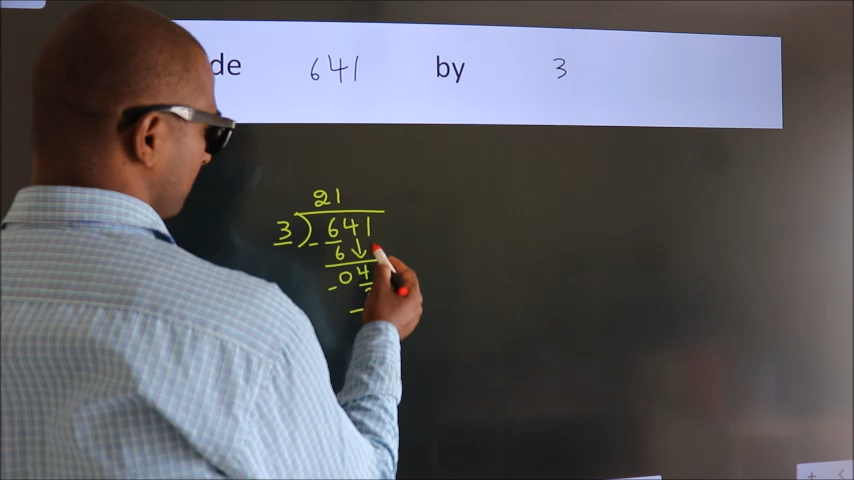 de 641 by 3
21
3 ) 641
- 6 ↓
04
-